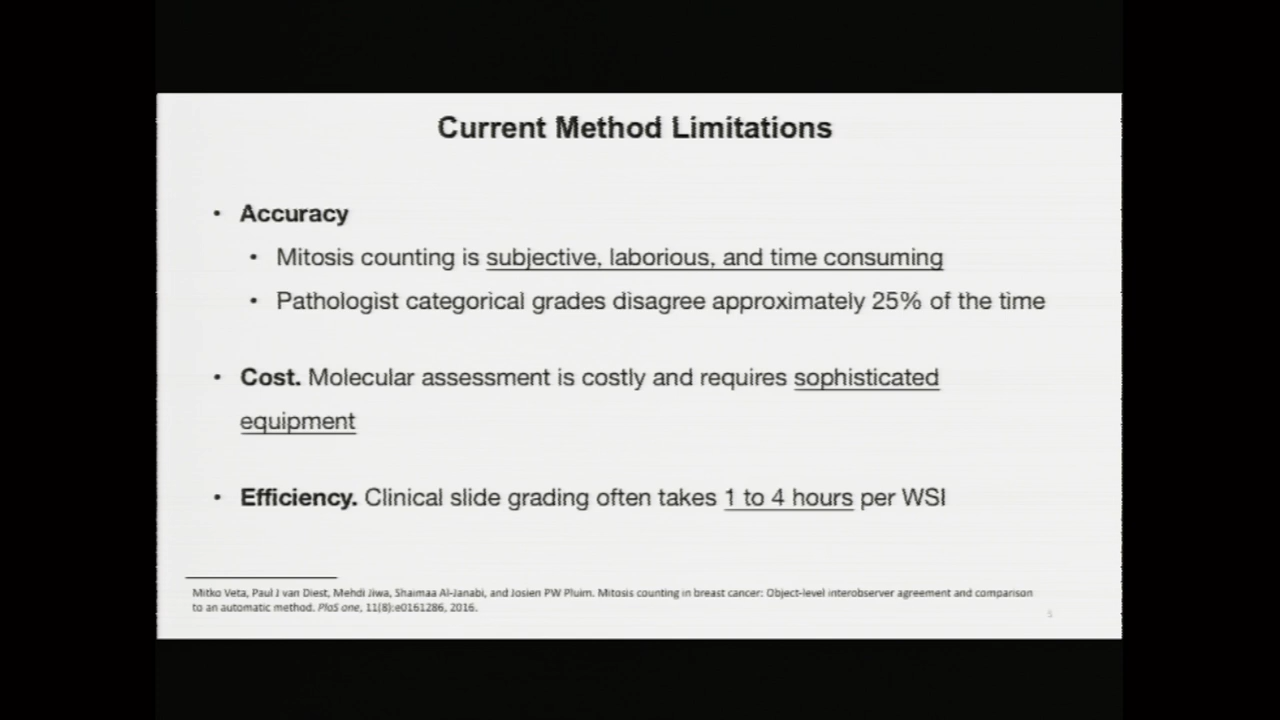 Current Method Limitations
• Accuracy
• Mitosis counting is subjective, laborious, and time consuming
• Pathologist categorical grades disagree approximately 25% of the time
• Cost. Molecular assessment is costly and requires sophisticated
equipment
• Efficiency. Clinical slide grading often takes 1 to 4 hours per WSI
Mitko Veta, Paul J van Diest, Mehdi Jiwa, Shaimaa Al-Janabi, and Josien PW Pluim. Mitosis counting in breast cancer: Object-level interobserver agreement and comparison
to an automatic method. PloS one, 11(8):e0161286, 2016.
5